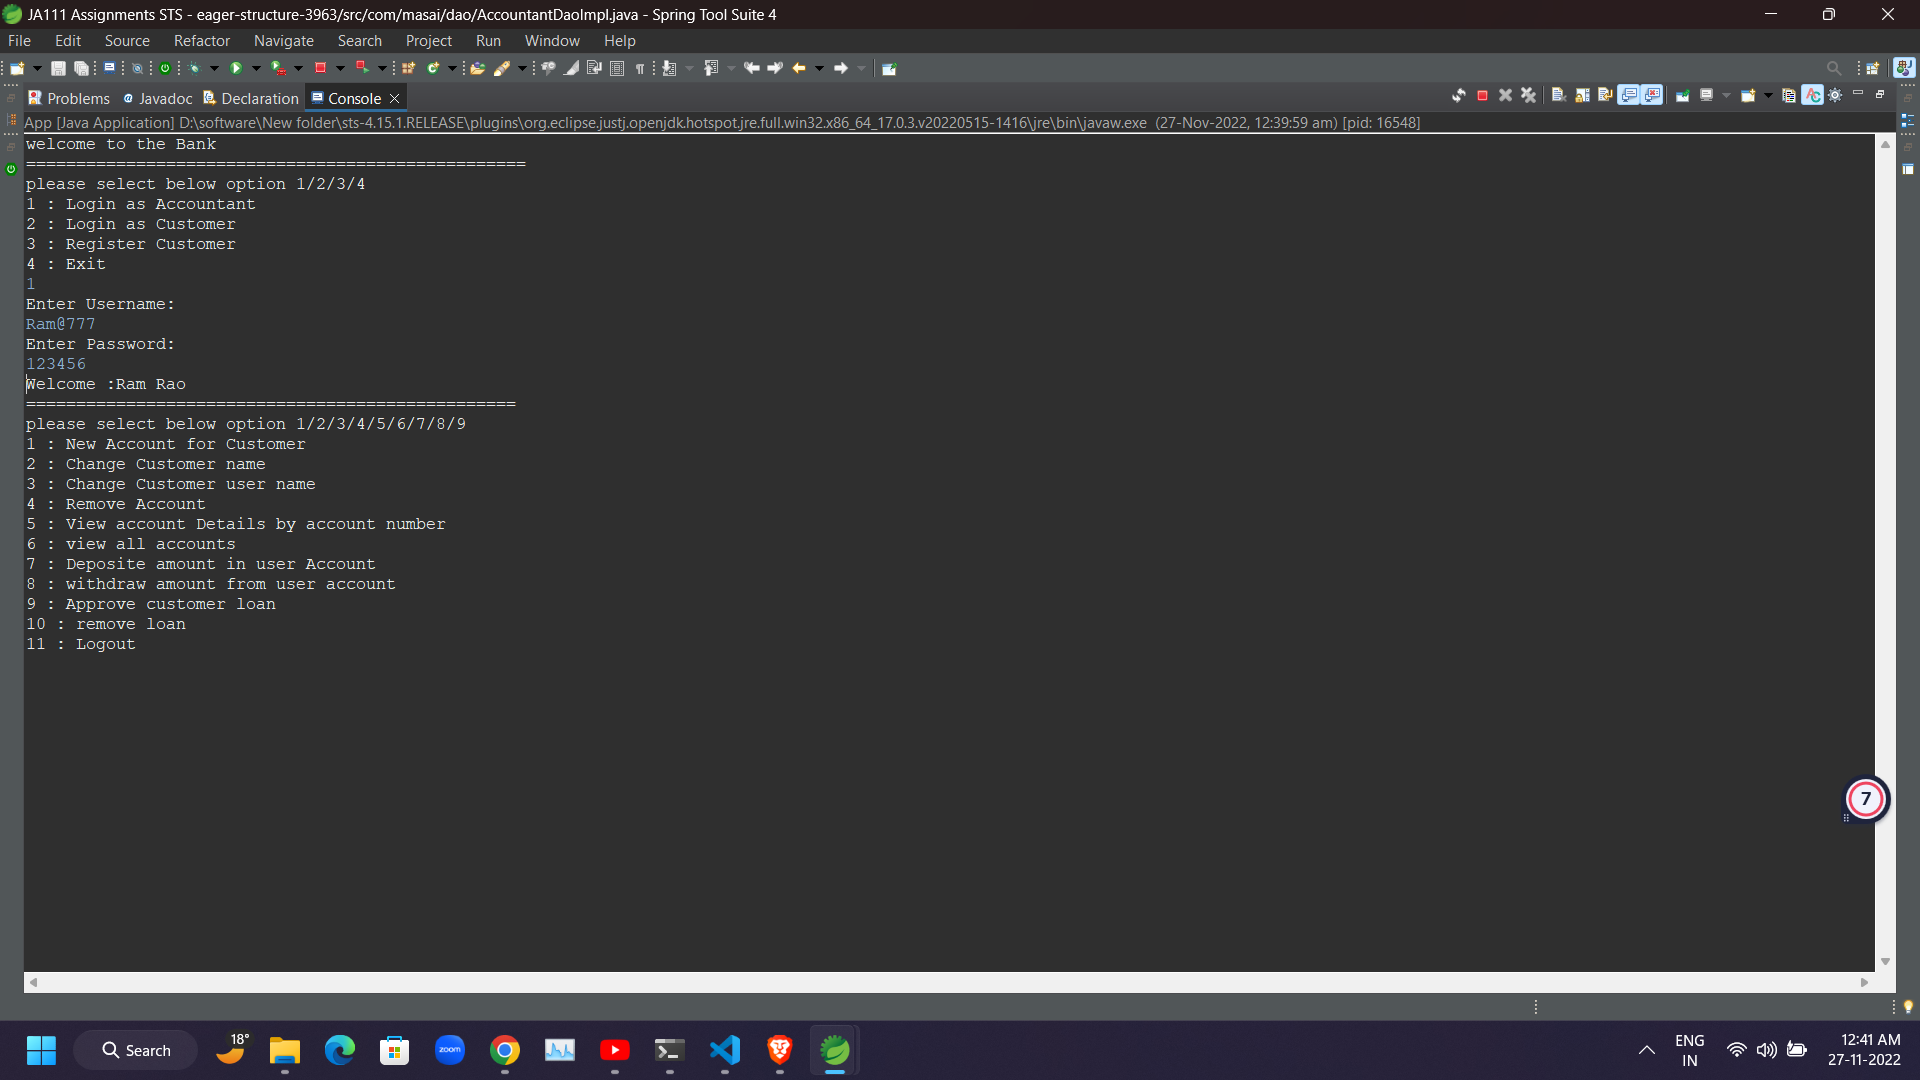 JA111 Assignments STS - eager-structure-3963/src/com/masai/dao/AccountantDaoImpl.java - Spring Tool Suite 4
File Edit Source Refactor Navigate Search Project Run Window Help
Problems Javadoc Declaration Console
App [Java Application] D:\software\New folder\sts-4.15.1.RELEASE\plugins\org.eclipse.justj.openjdk.hotspot.jre.full.win32.x86_64_17.0.3.v20220515-1416\jre\bin\javaw.exe (27-Nov-2022, 12:39:59 am) [pid: 16548]
welcome to the Bank
==================================================
please select below option 1/2/3/4
1 : Login as Accountant
2 : Login as Customer
3 : Register Customer
4 : Exit
1
Enter Username:
Ram@777
Enter Password:
123456
Welcome :Ram Rao
=================================================
please select below option 1/2/3/4/5/6/7/8/9
1 : New Account for Customer
2 : Change Customer name
3 : Change Customer user name
4 : Remove Account
5 : View account Details by account number
6 : view all accounts
7 : Deposite amount in user Account
8 : withdraw amount from user account
9 : Approve customer loan
10 : remove loan
11 : Logout
7
18°
Search
zoom
ENG
IN
12:41 AM
27-11-2022